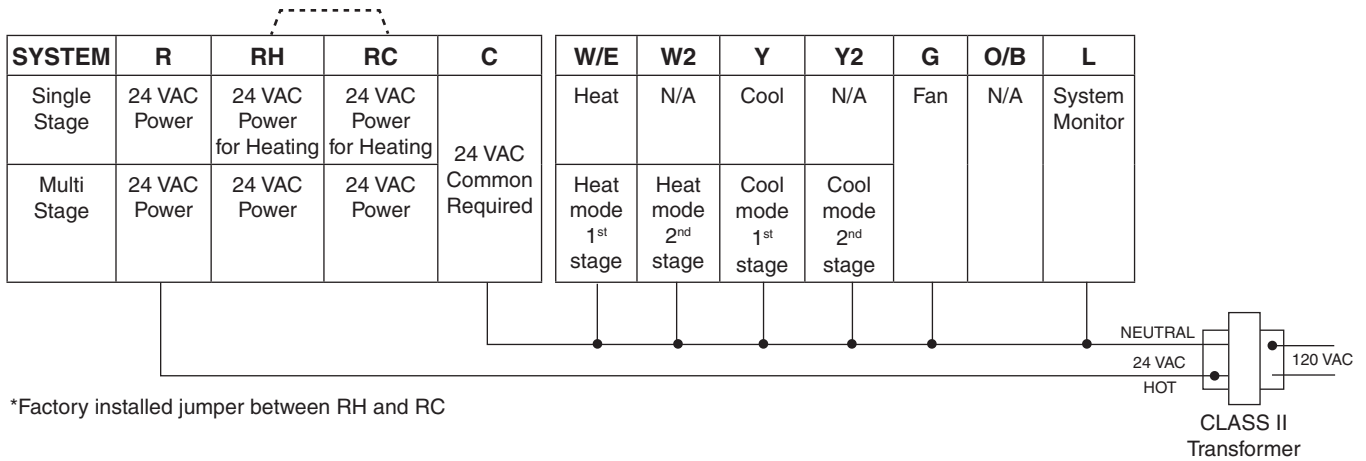 SYSTEM R RH RC C W/E W2 Y Y2 G O/B L
Single Stage 24 VAC Power 24 VAC Power for Heating 24 VAC Power for Heating 24 VAC Common Required Heat N/A Cool N/A Fan N/A System Monitor
Multi Stage 24 VAC Power 24 VAC Power 24 VAC Power Heat mode 1st stage Heat mode 2nd stage Cool mode 1st stage Cool mode 2nd stage
NEUTRAL
24 VAC
HOT
120 VAC
*Factory installed jumper between RH and RC
CLASS II
Transformer